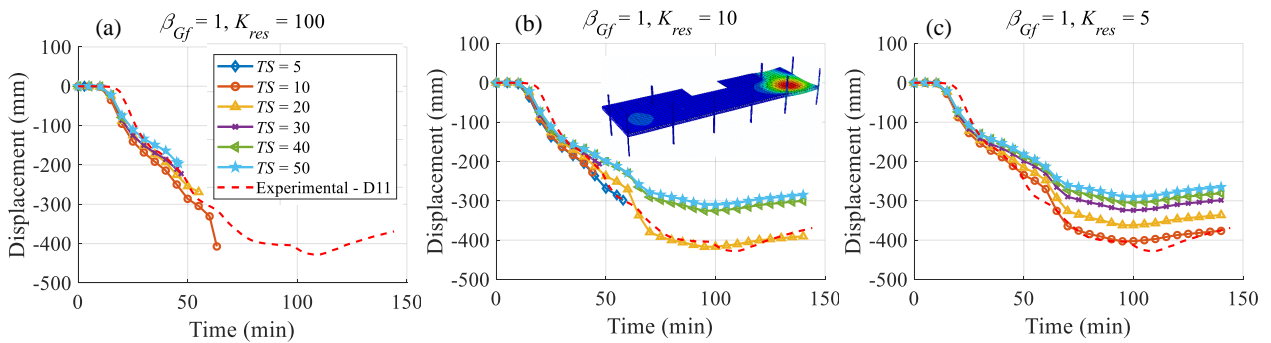 (a) β_Gf = 1, K_res = 100
100
0
-100
-200
-300
-400
-500
Displacement (mm)
0 50 100 150
Time (min)
TS = 5
TS = 10
TS = 20
TS = 30
TS = 40
TS = 50
Experimental - D11
(b) β_Gf = 1, K_res = 10
100
0
-100
-200
-300
-400
-500
Displacement (mm)
0 50 100 150
Time (min)
(c) β_Gf = 1, K_res = 5
100
0
-100
-200
-300
-400
-500
Displacement (mm)
0 50 100 150
Time (min)